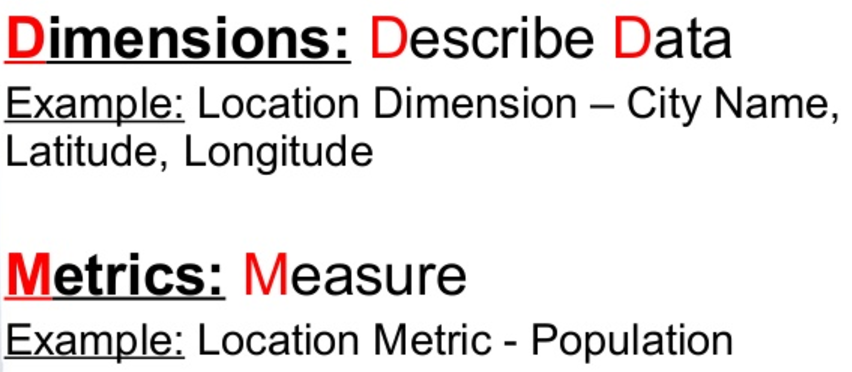 Dimensions: Describe Data
Example: Location Dimension – City Name,
Latitude, Longitude
Metrics: Measure
Example: Location Metric - Population